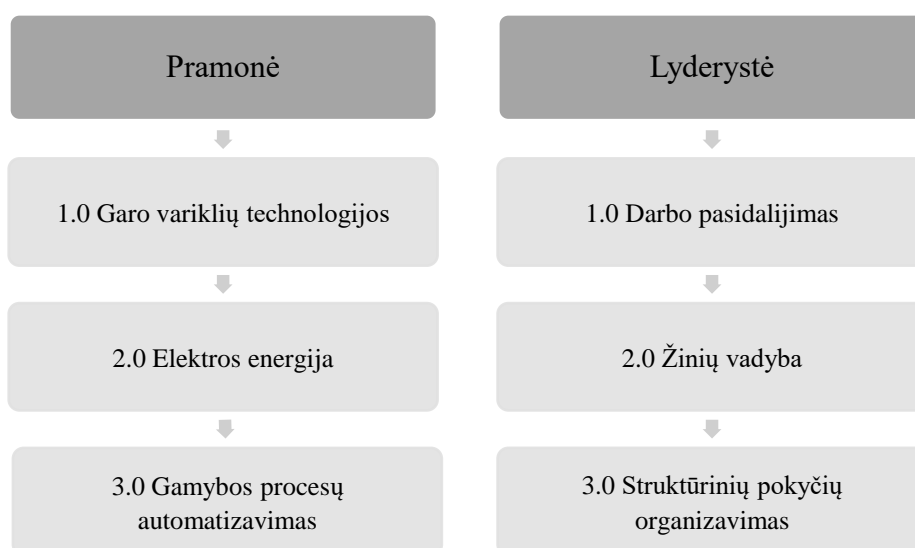 Pramonė
1.0 Garo variklių technologijos
2.0 Elektros energija
3.0 Gamybos procesų
automatizavimas
Lyderystė
1.0 Darbo pasidalijimas
2.0 Žinių vadyba
3.0 Struktūrinių pokyčių
organizavimas